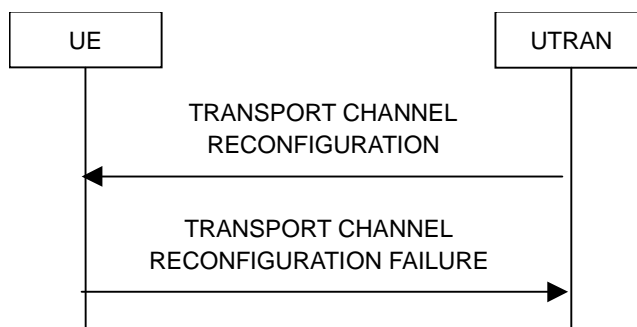 UE
UTRAN
TRANSPORT CHANNEL
RECONFIGURATION
TRANSPORT CHANNEL
RECONFIGURATION FAILURE